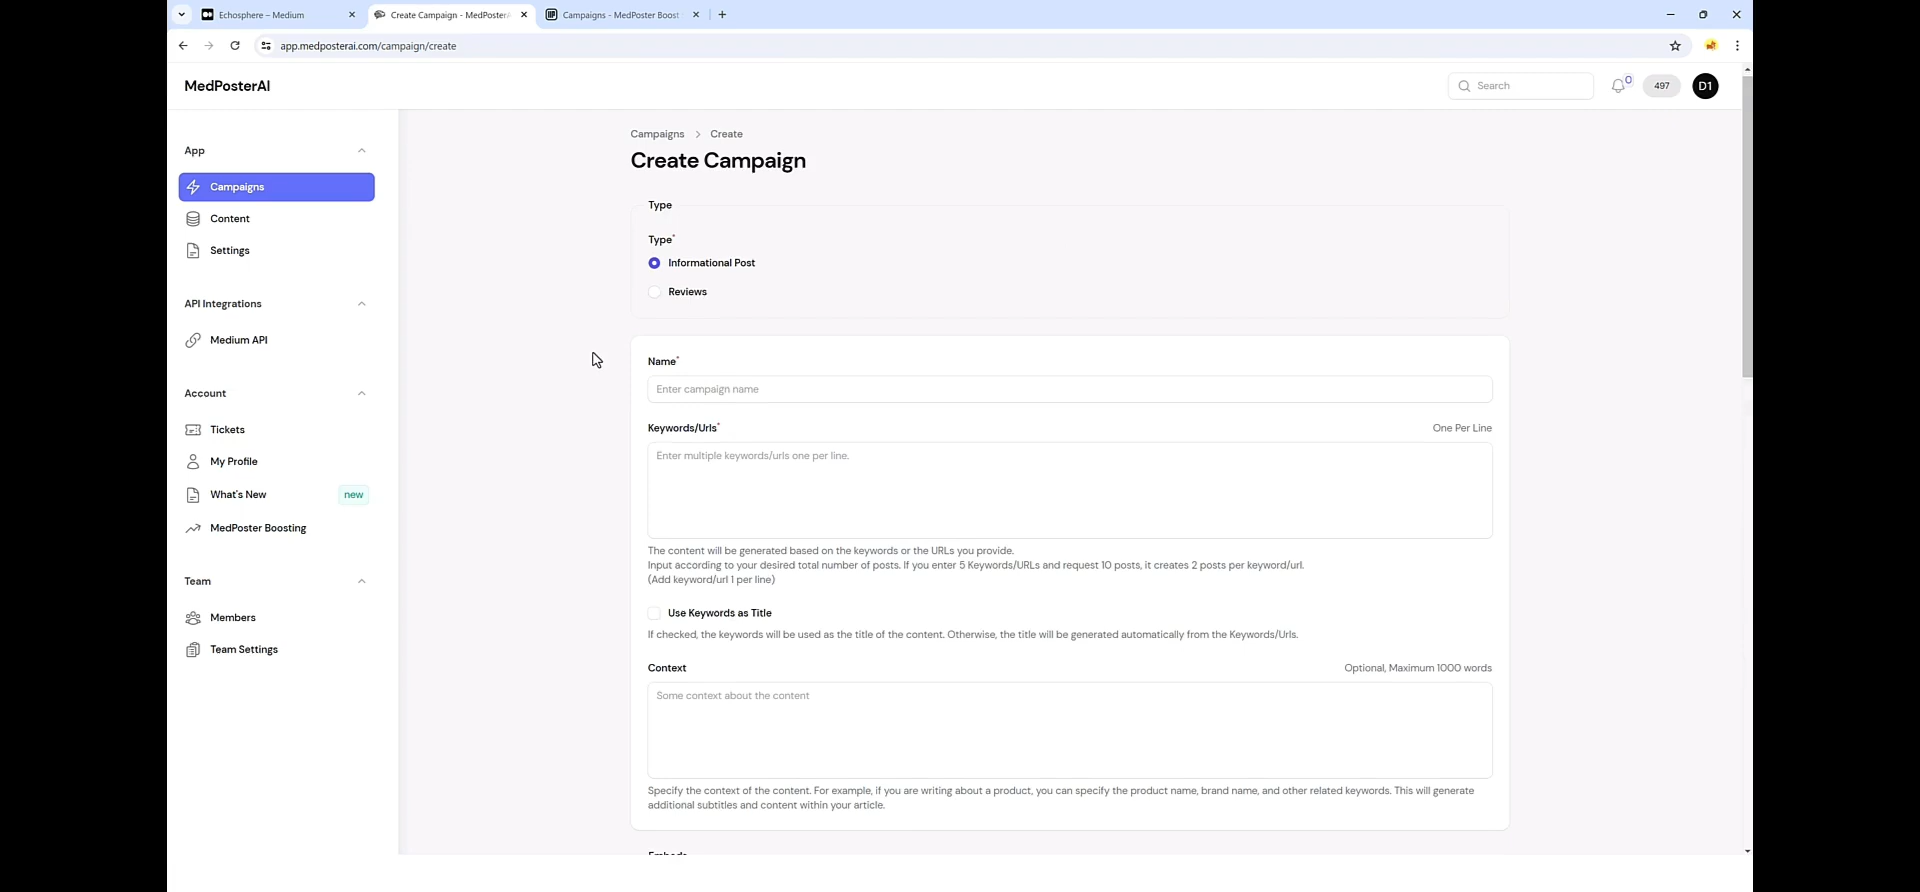 Echosphere – Medium
Create Campaign - MedPosterA
Campaigns - MedPoster Boost
app.medposterai.com/campaign/create
MedPosterAI
Search
0
497
D1
App
Campaigns
Content
Settings
API Integrations
Medium API
Account
Tickets
My Profile
What's New
new
MedPoster Boosting
Team
Members
Team Settings
Campaigns > Create
Create Campaign
Type
Type*
Informational Post
Reviews
Name*
Enter campaign name
Keywords/Urls*
One Per Line
Enter multiple keywords/urls one per line.
The content will be generated based on the keywords or the URLs you provide.
Input according to your desired total number of posts. If you enter 5 Keywords/URLs and request 10 posts, it creates 2 posts per keyword/url.
(Add keyword/url 1 per line)
Use Keywords as Title
If checked, the keywords will be used as the title of the content. Otherwise, the title will be generated automatically from the Keywords/Urls.
Context
Optional, Maximum 1000 words
Some context about the content
Specify the context of the content. For example, if you are writing about a product, you can specify the product name, brand name, and other related keywords. This will generate
additional subtitles and content within your article.
Embeds